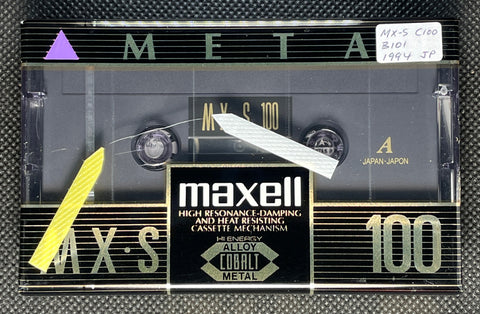 META
MX-S C100
3101
1994 JP
MX·S 100
A
JAPAN·JAPON
maxell
HIGH RESONANCE-DAMPING
AND HEAT RESISTING
CASSETTE MECHANISM
HI ENERGY
ALLOY
COBALT
METAL
MX·S
100